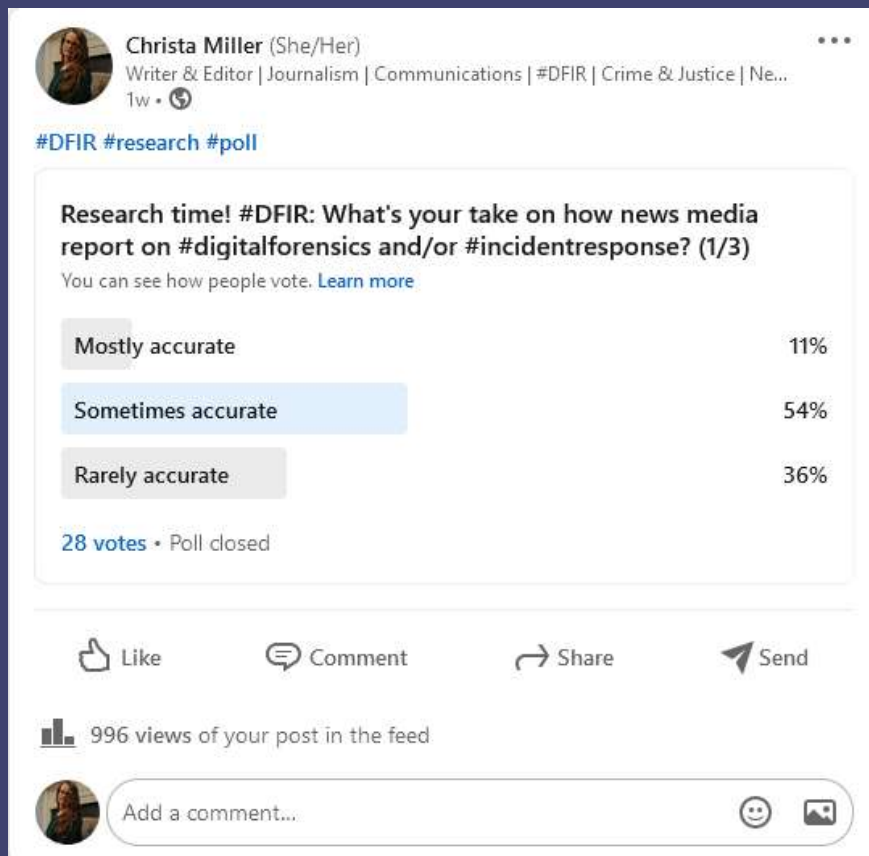 Christa Miller (She/Her)
Writer & Editor | Journalism | Communications | #DFIR | Crime & Justice | Ne...
1w •
#DFIR #research #poll
Research time! #DFIR: What's your take on how news media
report on #digitalforensics and/or #incidentresponse? (1/3)
You can see how people vote. Learn more
Mostly accurate 11%
Sometimes accurate 54%
Rarely accurate 36%
28 votes • Poll closed
Like Comment Share Send
996 views of your post in the feed
Add a comment...